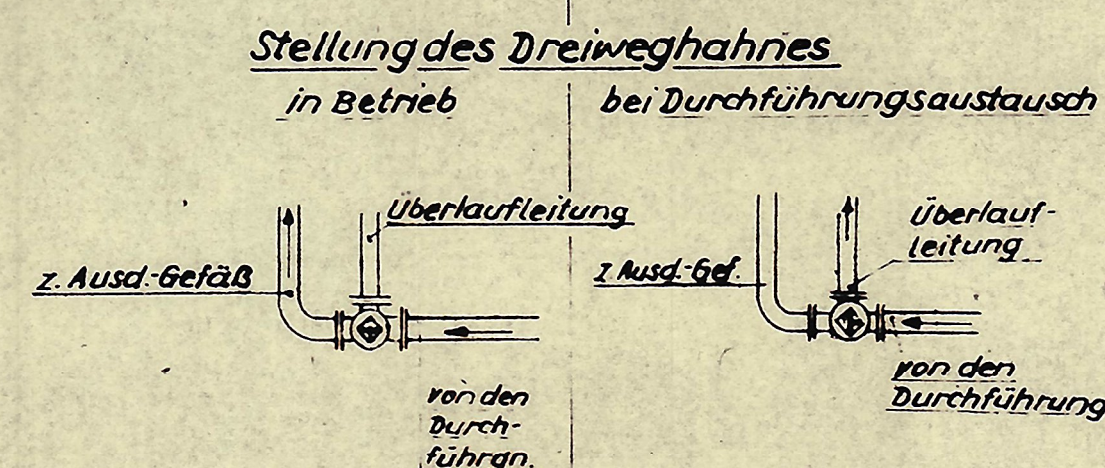 Stellung des Dreiweghahnes
in Betrieb
bei Durchführungsaustausch
Überlaufleitung
z. Ausd.-Gefäß
von den
Durch-
führgn.
Überlauf-
leitung
z. Ausd.-Gef.
von den
Durchführung